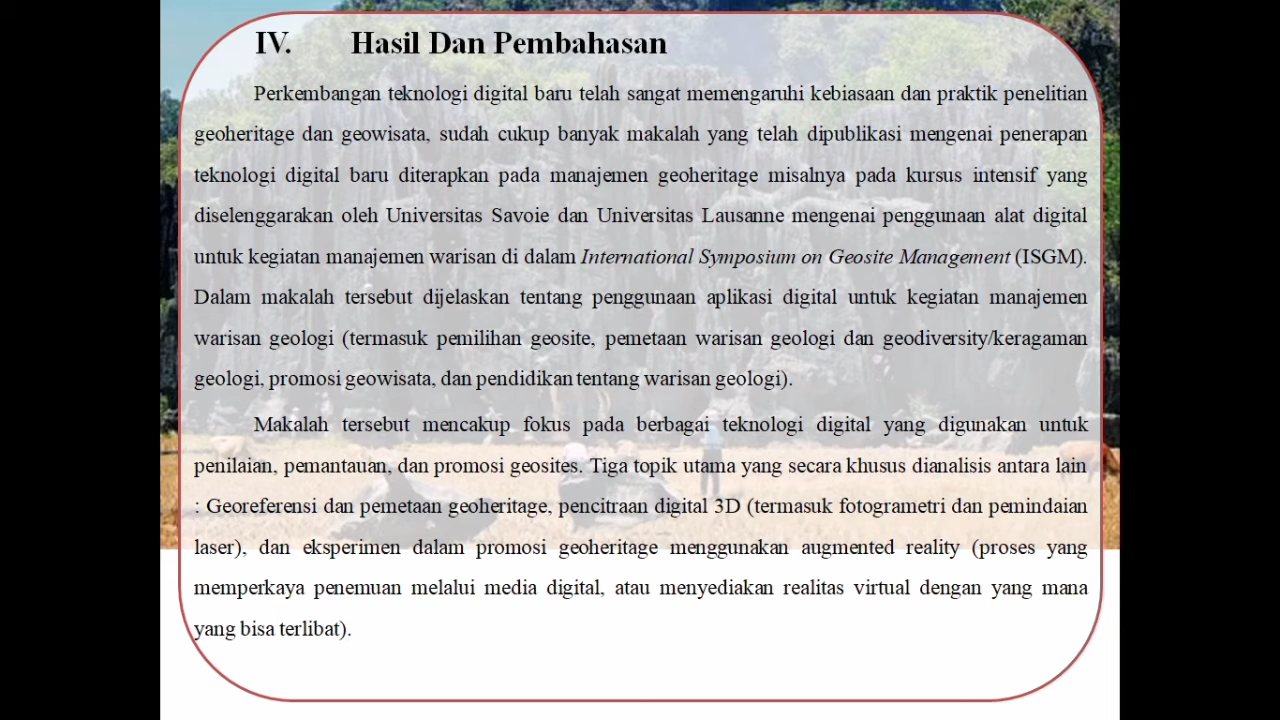 IV. Hasil Dan Pembahasan
Perkembangan teknologi digital baru telah sangat memengaruhi kebiasaan dan praktik penelitian
geoheritage dan geowisata, sudah cukup banyak makalah yang telah dipublikasi mengenai penerapan
teknologi digital baru diterapkan pada manajemen geoheritage misalnya pada kursus intensif yang
diselenggarakan oleh Universitas Savoie dan Universitas Lausanne mengenai penggunaan alat digital
untuk kegiatan manajemen warisan di dalam International Symposium on Geosite Management (ISGM).
Dalam makalah tersebut dijelaskan tentang penggunaan aplikasi digital untuk kegiatan manajemen
warisan geologi (termasuk pemilihan geosite, pemetaan warisan geologi dan geodiversity/keragaman
geologi, promosi geowisata, dan pendidikan tentang warisan geologi).
Makalah tersebut mencakup fokus pada berbagai teknologi digital yang digunakan untuk
penilaian, pemantauan, dan promosi geosites. Tiga topik utama yang secara khusus dianalisis antara lain
: Georeferensi dan pemetaan geoheritage, pencitraan digital 3D (termasuk fotogrametri dan pemindaian
laser), dan eksperimen dalam promosi geoheritage menggunakan augmented reality (proses yang
memperkaya penemuan melalui media digital, atau menyediakan realitas virtual dengan yang mana
yang bisa terlibat).